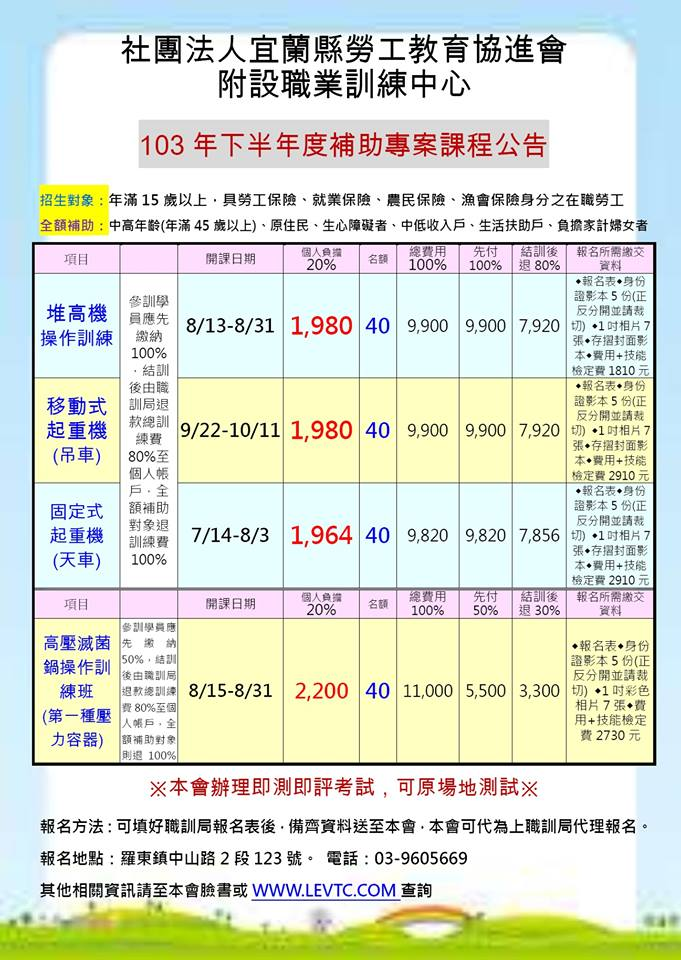 社團法人宜蘭縣勞工教育協進會
附設職業訓練中心
103 年下半年度補助專案課程公告
招生對象：年滿 15 歲以上，具勞工保險、就業保險、農民保險、漁會保險身分之在職勞工
全額補助：中高年齡(年滿 45 歲以上)、原住民、生心障礙者、中低收入戶、生活扶助戶、負擔家計婦女者
項目 開課日期 個人負擔 20% 名額 總費用 100% 先付 100% 結訓後退 80% 報名所需繳交資料
堆高機
操作訓練
參訓學
員應先
繳納
100%
，結訓
後由職
訓局退
款總訓
練費
80%至
個人帳
戶，全
額補助
對象退
訓練費
100%
8/13-8/31 1,980 40 9,900 9,900 7,920
◆報名表◆身份
證影本 5 份(正
反分開並請裁
切) ◆1 吋相片 7
張◆存摺封面影
本◆費用+技能
檢定費 1810 元
移動式
起重機
(吊車)
9/22-10/11 1,980 40 9,900 9,900 7,920
◆報名表◆身份
證影本 5 份(正
反分開並請裁
切) ◆1 吋相片 7
張◆存摺封面影
本◆費用+技能
檢定費 2910 元
固定式
起重機
(天車)
7/14-8/3 1,964 40 9,820 9,820 7,856
◆報名表◆身份
證影本 5 份(正
反分開並請裁
切) ◆1 吋相片 7
張◆存摺封面影
本◆費用+技能
檢定費 2910 元
項目 開課日期 個人負擔 20% 名額 總費用 100% 先付 50% 結訓後退 30% 報名所需繳交資料
高壓滅菌
鍋操作訓
練班
(第一種壓
力容器)
參訓學員應
先繳納
50%，結訓
後由職訓局
退款總訓練
費 80%至個
人帳戶，全
額補助對象
則退 100%
8/15-8/31 2,200 40 11,000 5,500 3,300
◆報名表◆身份
證影本 5 份(正
反分開並請裁
切) ◆1 吋彩色
相片 7 張◆費
用+技能檢定
費 2730 元
※本會辦理即測即評考試，可原場地測試※
報名方法：可填好職訓局報名表後，備齊資料送至本會，本會可代為上職訓局代理報名。
報名地點：羅東鎮中山路 2 段 123 號。 電話：03-9605669
其他相關資訊請至本會臉書或 WWW.LEVTC.COM 查詢